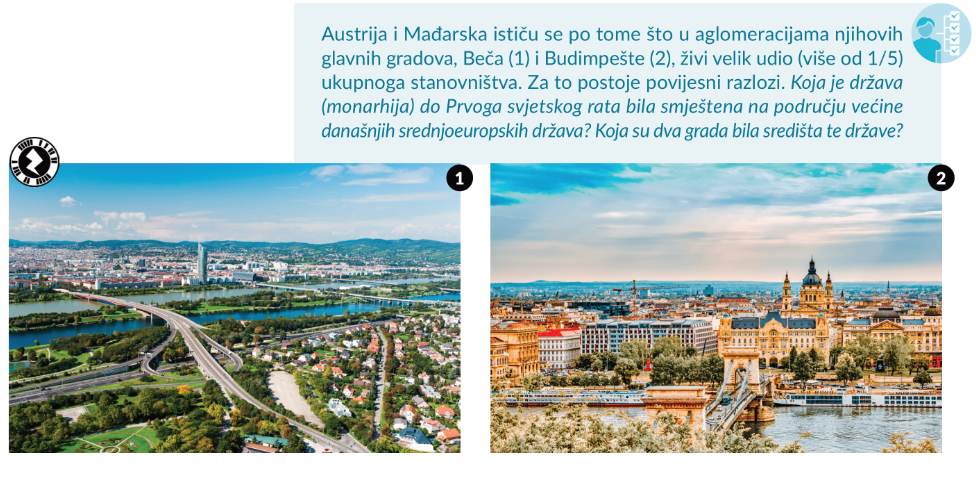 Austrija i Mađarska ističu se po tome što u aglomeracijama njihovih
glavnih gradova, Beča (1) i Budimpešte (2), živi velik udio (više od 1/5)
ukupnoga stanovništva. Za to postoje povijesni razlozi. Koja je država
(monarhija) do Prvoga svjetskog rata bila smještena na području većine
današnjih srednjoeuropskih država? Koja su dva grada bila središta te države?
1
2